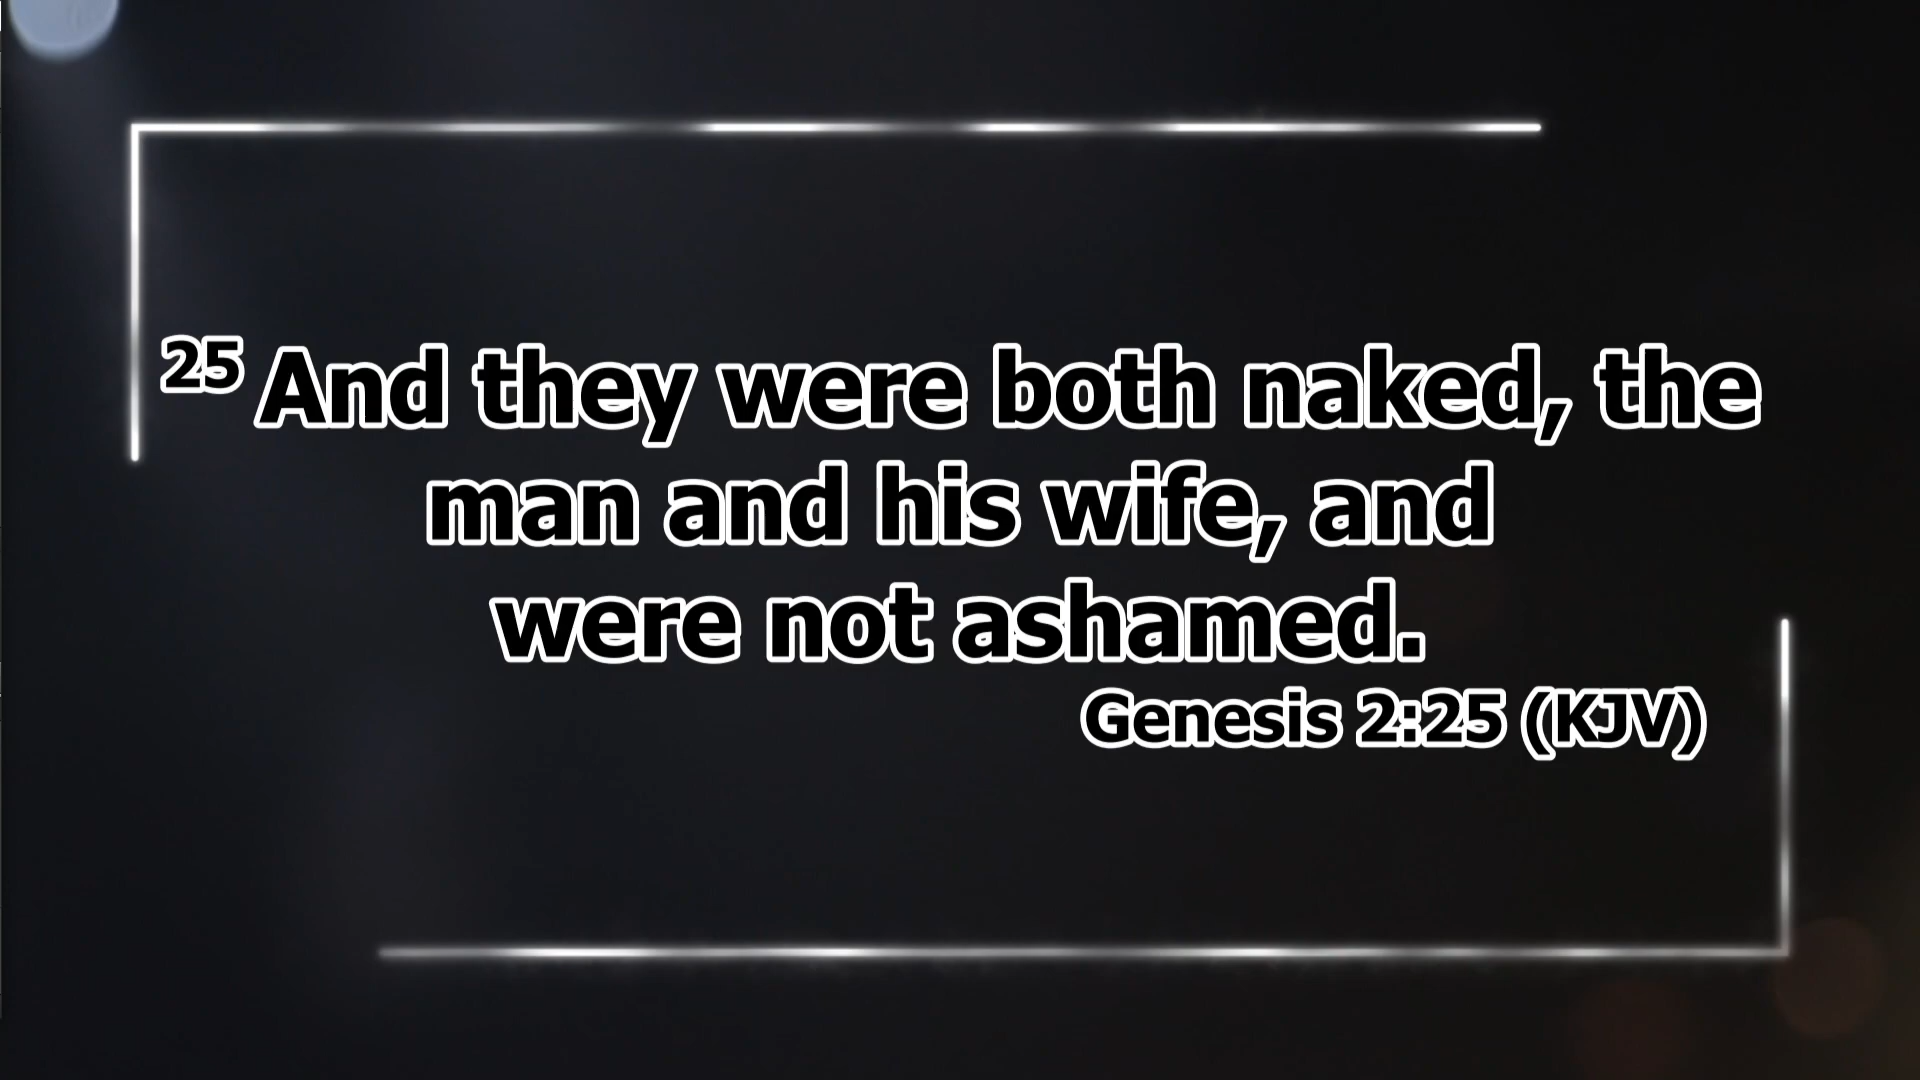 25 And they were both naked, the
man and his wife, and
were not ashamed.
Genesis 2:25 (KJV)